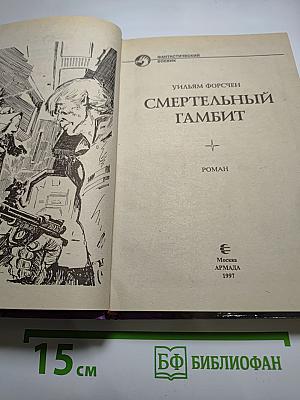 ФАНТАСТИЧЕСКИЙ
БОЕВИК
УИЛЬЯМ ФОРСЧЕН
СМЕРТЕЛЬНЫЙ
ГАМБИТ
РОМАН
Москва
АРМАДА
1997
15 см
БФ БИБЛИОФАН